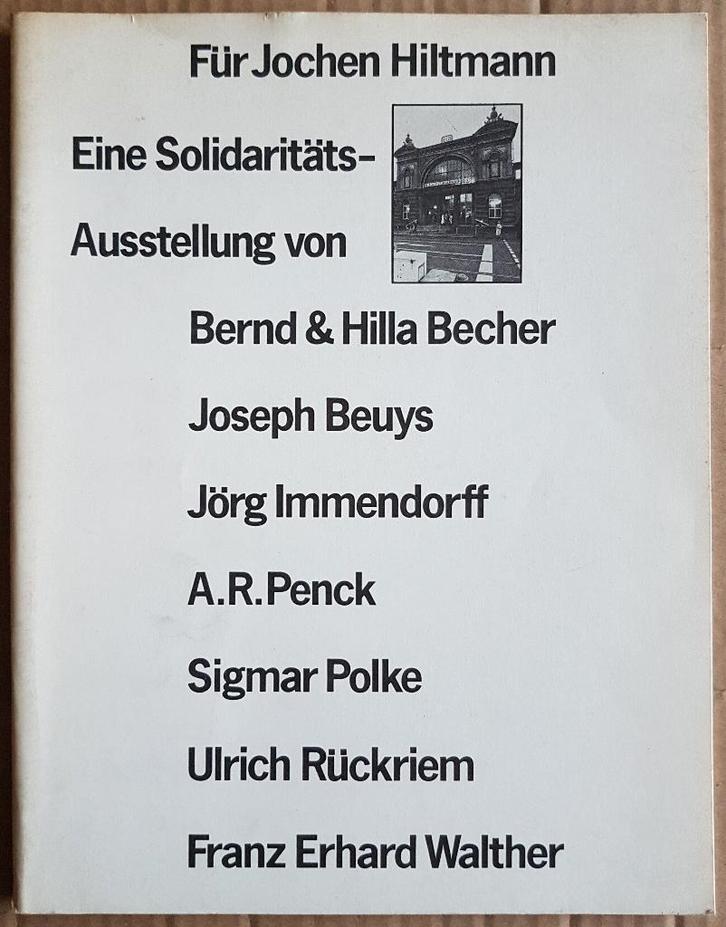 Für Jochen Hiltmann
Eine Solidaritäts-
Ausstellung von
Bernd & Hilla Becher
Joseph Beuys
Jörg Immendorff
A.R.Penck
Sigmar Polke
Ulrich Rückriem
Franz Erhard Walther